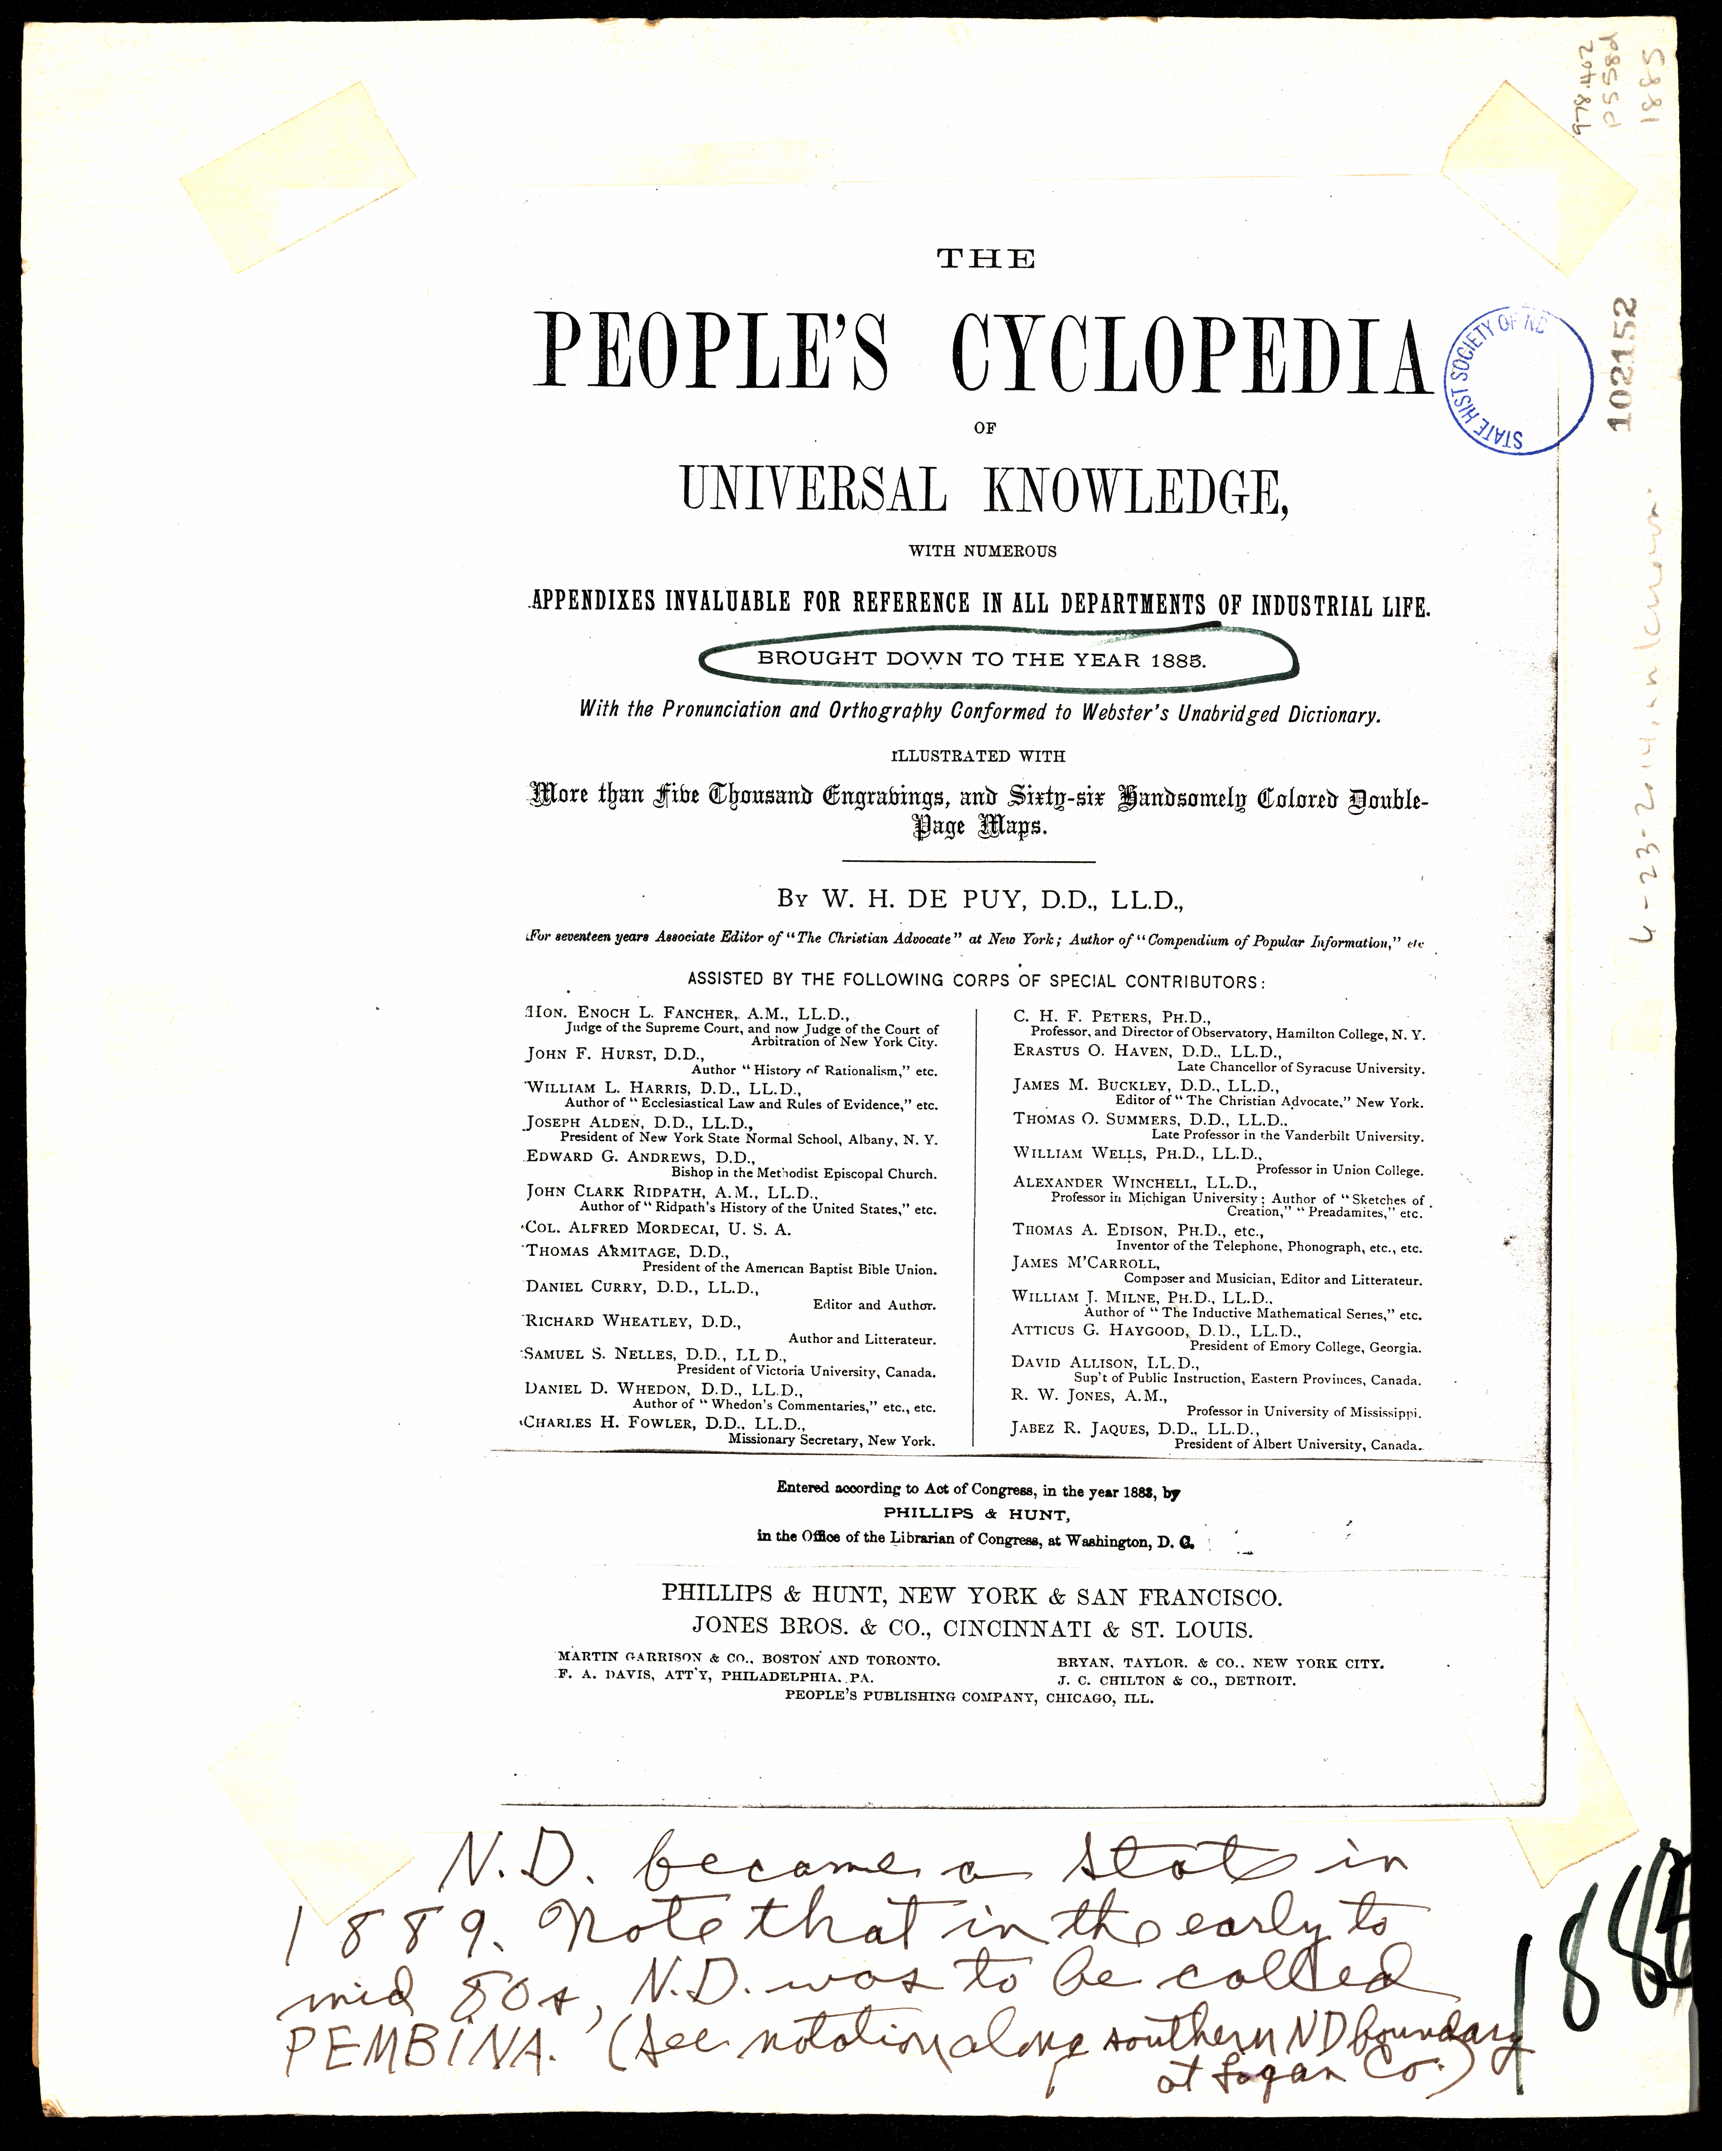 978.402
P558d
1885
THE
PEOPLE'S CYCLOPEDIA
OF
UNIVERSAL KNOWLEDGE,
WITH NUMEROUS
APPENDIXES INVALUABLE FOR REFERENCE IN ALL DEPARTMENTS OF INDUSTRIAL LIFE.
BROUGHT DOWN TO THE YEAR 1885.
With the Pronunciation and Orthography Conformed to Webster's Unabridged Dictionary.
ILLUSTRATED WITH
More than Five Thousand Engravings, and Sixty-six Handsomely Colored Double-
Page Maps.
By W. H. DE PUY, D.D., LL.D.,
For seventeen years Associate Editor of "The Christian Advocate" at New York; Author of "Compendium of Popular Information," etc
ASSISTED BY THE FOLLOWING CORPS OF SPECIAL CONTRIBUTORS:
HON. ENOCH L. FANCHER, A.M., LL.D.,
Judge of the Supreme Court, and now Judge of the Court of
Arbitration of New York City.
JOHN F. HURST, D.D.,
Author "History of Rationalism," etc.
WILLIAM L. HARRIS, D.D., LL.D.,
Author of "Ecclesiastical Law and Rules of Evidence," etc.
JOSEPH ALDEN, D.D., LL.D.,
President of New York State Normal School, Albany, N. Y.
EDWARD G. ANDREWS, D.D.,
Bishop in the Methodist Episcopal Church.
JOHN CLARK RIDPATH, A.M., LL.D.,
Author of "Ridpath's History of the United States," etc.
COL. ALFRED MORDECAI, U. S. A.
THOMAS ARMITAGE, D.D.,
President of the American Baptist Bible Union.
DANIEL CURRY, D.D., LL.D.,
Editor and Author.
RICHARD WHEATLEY, D.D.,
Author and Litterateur.
SAMUEL S. NELLES, D.D., LL D.,
President of Victoria University, Canada.
DANIEL D. WHEDON, D.D., LL.D.,
Author of "Whedon's Commentaries," etc., etc.
CHARLES H. FOWLER, D.D., LL.D.,
Missionary Secretary, New York.
C. H. F. PETERS, PH.D.,
Professor, and Director of Observatory, Hamilton College, N. Y.
ERASTUS O. HAVEN, D.D., LL.D.,
Late Chancellor of Syracuse University.
JAMES M. BUCKLEY, D.D., LL.D.,
Editor of "The Christian Advocate," New York.
THOMAS O. SUMMERS, D.D., LL.D.,
Late Professor in the Vanderbilt University.
WILLIAM WELLS, PH.D., LL.D.,
Professor in Union College.
ALEXANDER WINCHELL, LL.D.,
Professor in Michigan University; Author of "Sketches of
Creation," "Preadamites," etc.
THOMAS A. EDISON, PH.D., etc.,
Inventor of the Telephone, Phonograph, etc., etc.
JAMES M'CARROLL,
Composer and Musician, Editor and Litterateur.
WILLIAM J. MILNE, PH.D., LL.D.,
Author of "The Inductive Mathematical Series," etc.
ATTICUS G. HAYGOOD, D.D., LL.D.,
President of Emory College, Georgia.
DAVID ALLISON, LL.D.,
Sup't of Public Instruction, Eastern Provinces, Canada.
R. W. JONES, A.M.,
Professor in University of Mississippi.
JABEZ R. JAQUES, D.D., LL.D.,
President of Albert University, Canada.
Entered according to Act of Congress, in the year 1883, by
PHILLIPS & HUNT,
in the Office of the Librarian of Congress, at Washington, D. C.
PHILLIPS & HUNT, NEW YORK & SAN FRANCISCO.
JONES BROS. & CO., CINCINNATI & ST. LOUIS.
MARTIN GARRISON & CO., BOSTON AND TORONTO.
F. A. DAVIS, ATT'Y, PHILADELPHIA. PA.
BRYAN, TAYLOR, & CO., NEW YORK CITY.
J. C. CHILTON & CO., DETROIT.
PEOPLE'S PUBLISHING COMPANY, CHICAGO, ILL.
STATE HIST SOCIETY OF ND
102152
4-23-2014, unknown
N.D. became a state in
1889. Note that in the early to
mid 80s, N.D. was to be called
PEMBINA. (See notation along southern ND boundary
at Logan Co.)